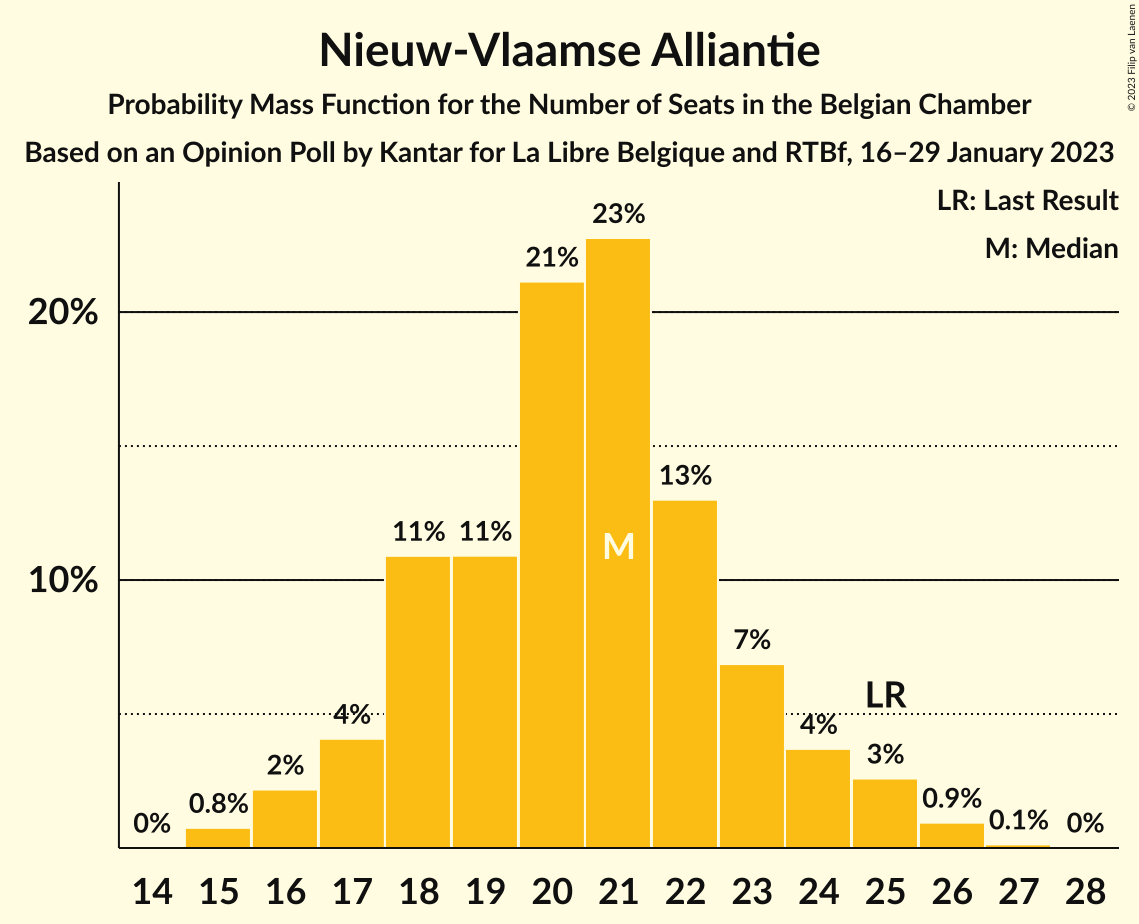 Nieuw-Vlaamse Alliantie
Probability Mass Function for the Number of Seats in the Belgian Chamber
Based on an Opinion Poll by Kantar for La Libre Belgique and RTBf, 16–29 January 2023
© 2023 Filip van Laenen
LR: Last Result
M: Median
23%
21%
20%
13%
11% 11%
M
10%
7%
LR
4%
4%
3%
2%
0.9%
0.8%
0.1%
0% 0%
14 15 16 17 18 19 20 21 22 23 24 25 26 27 28